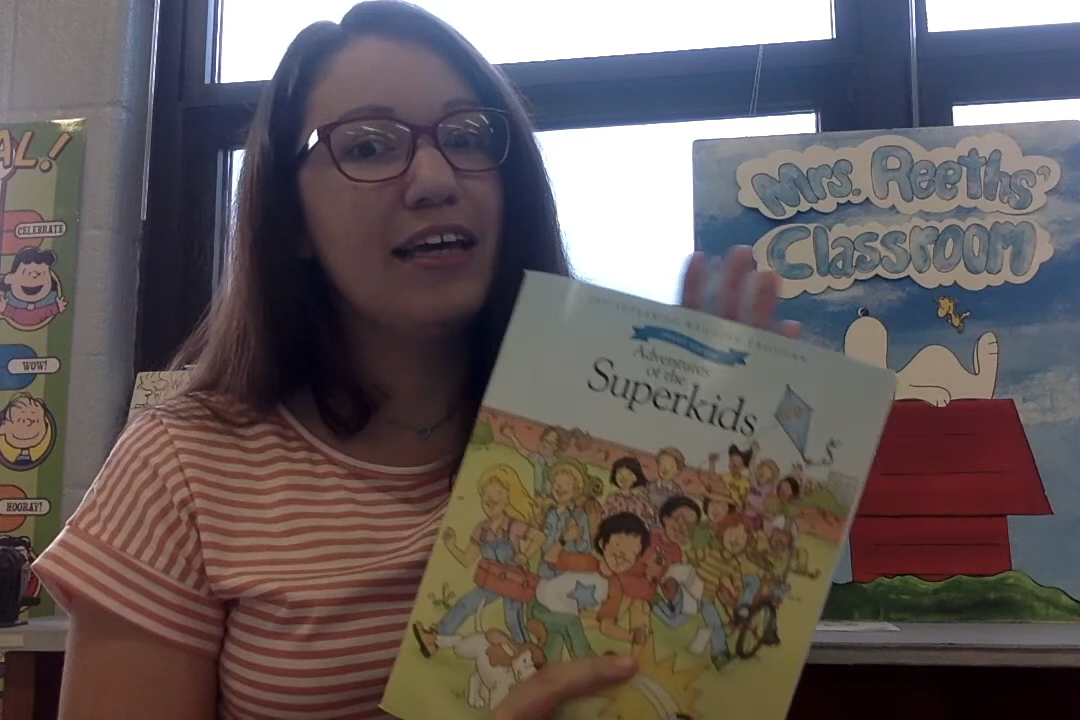 AL!
CELEBRATE
WOW!
HOORAY!
Mrs. Reeths'
Classroom
Adventures
of the
Superkids